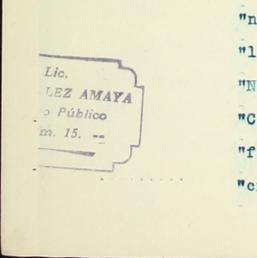 "n
"l
Lic.
LEZ AMAYA
"N
o Público
"C
m. 15.
"f
"c